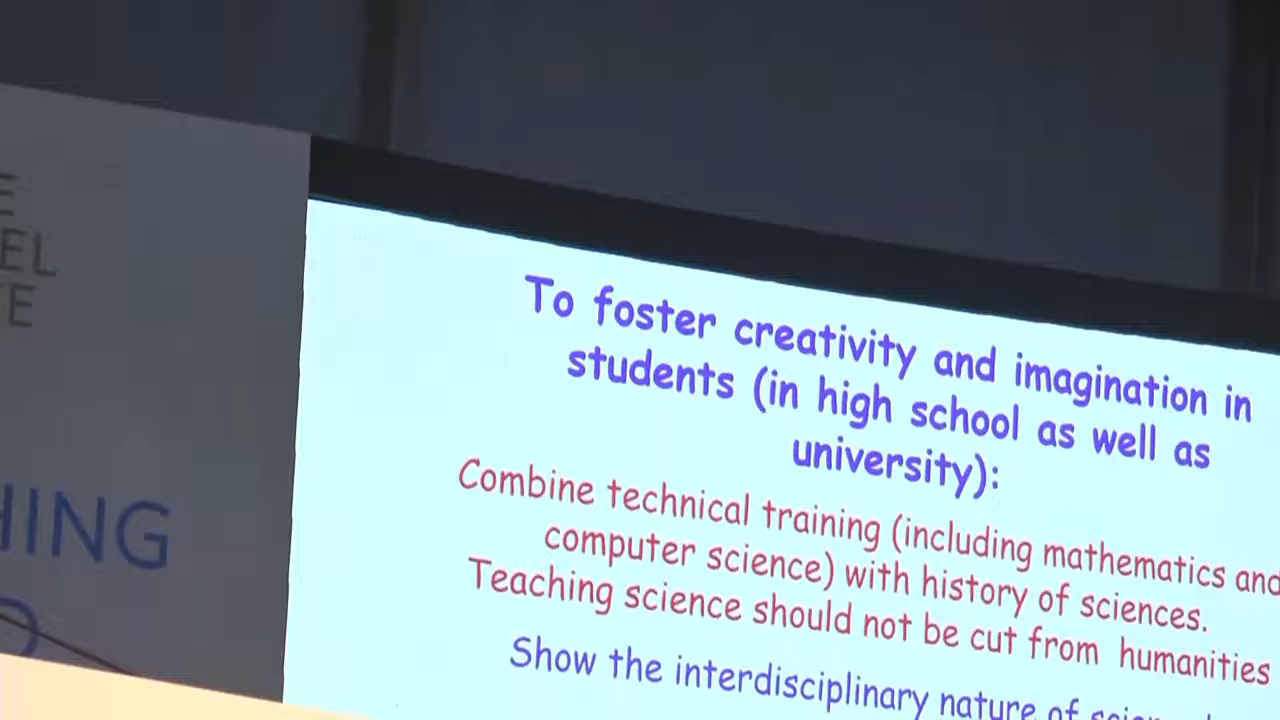 E
EL
E
HING
To foster creativity and imagination in
students (in high school as well as
university):
Combine technical training (including mathematics and
computer science) with history of sciences.
Teaching science should not be cut from humanities
Show the interdisciplinary nature of